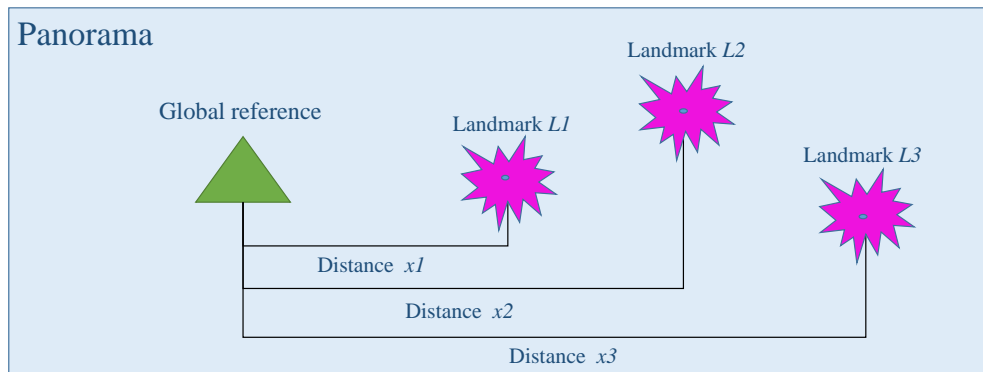 Panorama
Landmark L2
Global reference
Landmark L1
Landmark L3
Distance x1
Distance x2
Distance x3